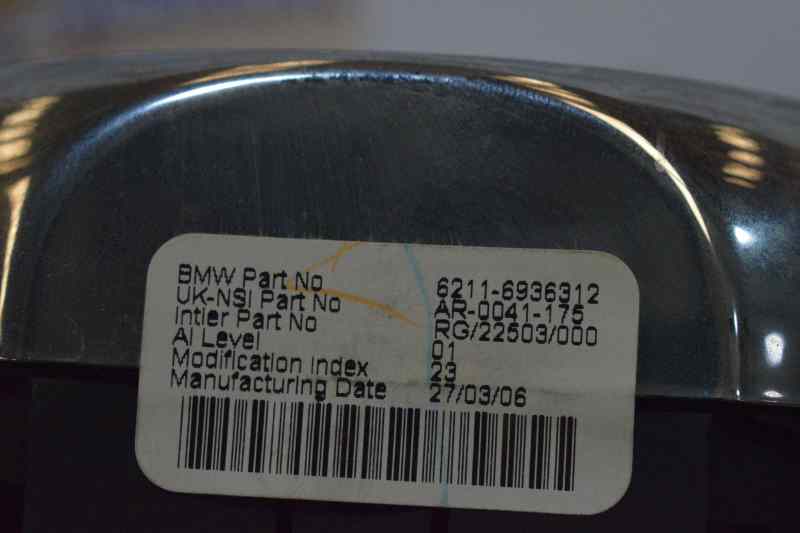 BMW Part No 6211-6936312
UK-NSI Part No AR-0041-175
Intier Part No RG/22503/000
AI Level 01
Modification Index 23
Manufacturing Date 27/03/06